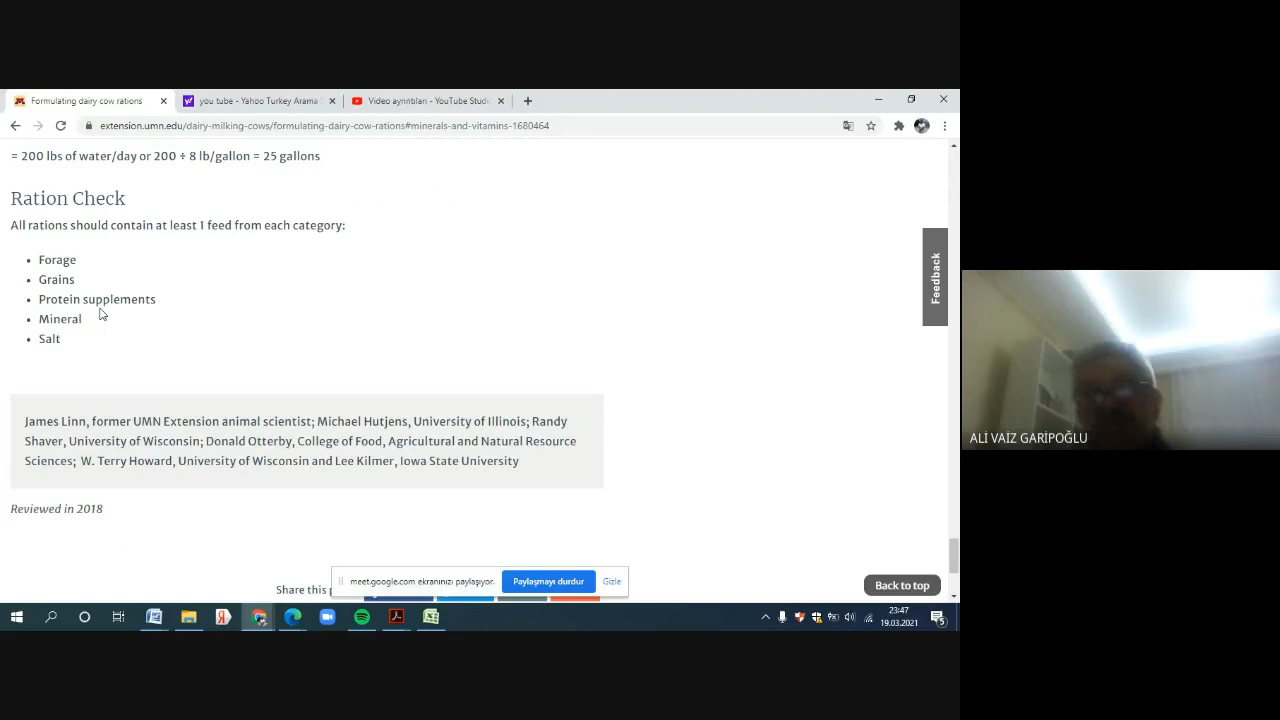 Formulating dairy cow rations
you tube - Yahoo Turkey Arama
Video ayrıntıları - YouTube Stud
extension.umn.edu/dairy-milking-cows/formulating-dairy-cow-rations#minerals-and-vitamins-1680464
= 200 lbs of water/day or 200 ÷ 8 lb/gallon = 25 gallons
Ration Check
All rations should contain at least 1 feed from each category:
• Forage
• Grains
• Protein supplements
• Mineral
• Salt
Feedback
ALİ VAİZ GARİPOĞLU
James Linn, former UMN Extension animal scientist; Michael Hutjens, University of Illinois; Randy
Shaver, University of Wisconsin; Donald Otterby, College of Food, Agricultural and Natural Resource
Sciences; W. Terry Howard, University of Wisconsin and Lee Kilmer, Iowa State University
Reviewed in 2018
Share this
meet.google.com ekranınızı paylaşıyor.
Paylaşmayı durdur
Gizle
Back to top
23:47
19.03.2021
5